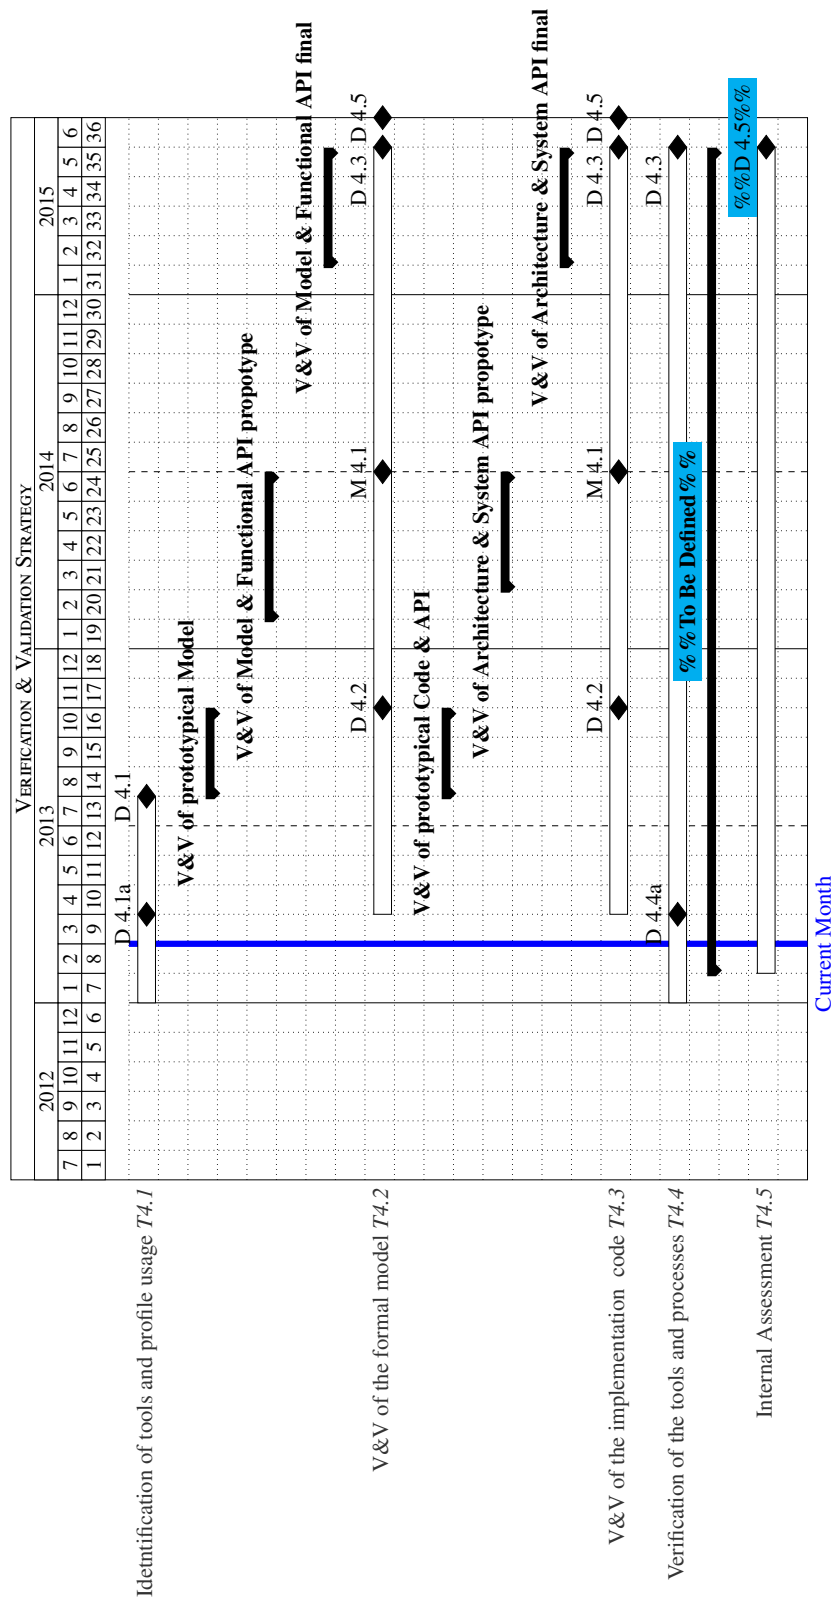 VERIFICATION & VALIDATION STRATEGY
2012 2013 2014 2015
7 8 9 10 11 12 1 2 3 4 5 6 7 8 9 10 11 12 1 2 3 4 5 6 7 8 9 10 11 12 1 2 3 4 5 6
1 2 3 4 5 6 7 8 9 10 11 12 13 14 15 16 17 18 19 20 21 22 23 24 25 26 27 28 29 30 31 32 33 34 35 36
D 4.1a D 4.1
Idetntification of tools and profile usage T4.1
V&V of prototypical Model
V&V of Model & Functional API propotype
V&V of Model & Functional API final
D 4.2 M 4.1 D 4.3 D 4.5
V&V of the formal model T4.2
V&V of prototypical Code & API
V&V of Architecture & System API propotype
V&V of Architecture & System API final
D 4.2 M 4.1 D 4.3 D 4.5
V&V of the implementation code T4.3
D 4.4a D 4.3
Verification of the tools and processes T4.4
%%To Be Defined%%
%%D 4.5%%
Internal Assessment T4.5
Current Month